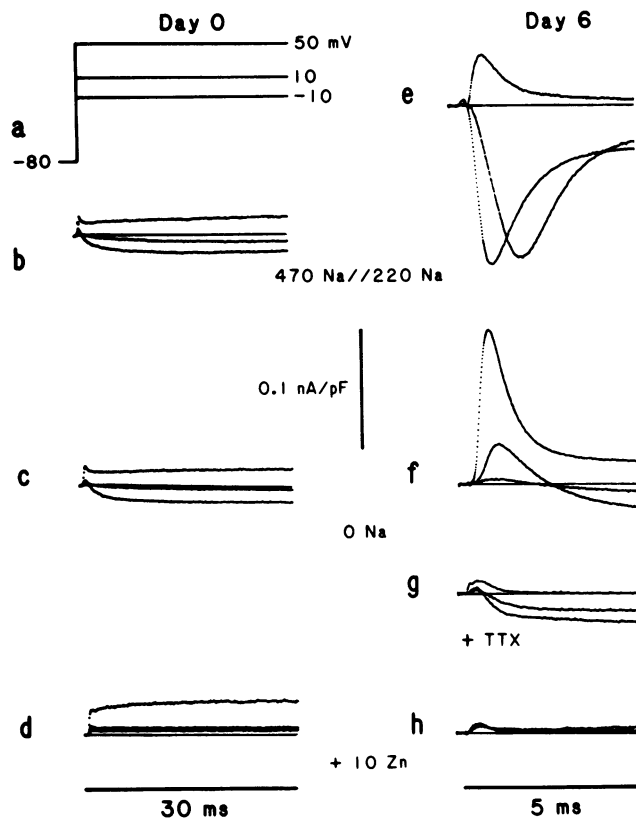 Day 0
Day 6
50 mV
10
-10
-80
a
b
e
470 Na//220 Na
0.1 nA/pF
c
f
0 Na
g
+ TTX
d
h
+ 10 Zn
30 ms
5 ms